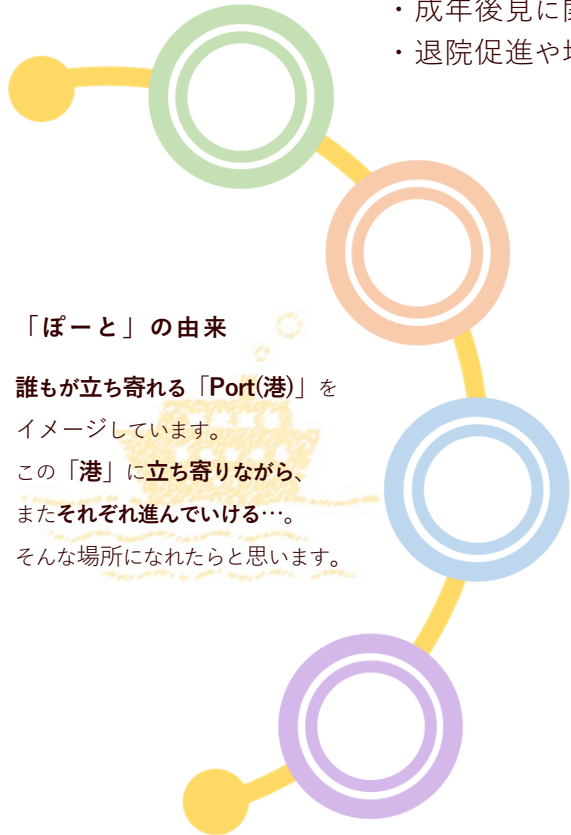 ・成年後見に
・退院促進や
「ぽーと」の由来
誰もが立ち寄れる「Port(港)」を
イメージしています。
この「港」に立ち寄りながら、
またそれぞれ進んでいける…。
そんな場所になれたらと思います。